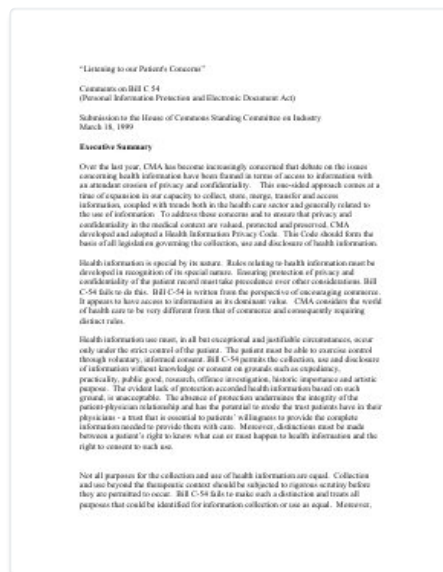 "Listening to our Patient's Concerns"
Comments on Bill C 54
(Personal Information Protection and Electronic Document Act)
Submission to the House of Commons Standing Committee on Industry
March 18, 1999
Executive Summary
Over the last year, CMA has become increasingly concerned that debate on the issues
concerning health information have been framed in terms of access to information with
an attendant erosion of privacy and confidentiality. This one-sided approach comes at a
time of expansion in our capacity to collect, store, merge, transfer and access
information, coupled with trends both in the health care sector and generally related to
the use of information. To address these concerns and to ensure that privacy and
confidentiality in the medical context are valued, protected and preserved, CMA
developed and adopted a Health Information Privacy Code. This Code should form the
basis of all legislation governing the collection, use and disclosure of health information.
Health information is special by its nature. Rules relating to health information must be
developed in recognition of its special nature. Ensuring protection of privacy and
confidentiality of the patient record must take precedence over other considerations. Bill
C-54 fails to do this. Bill C-54 is written from the perspective of encouraging commerce.
It appears to have access to information as its dominant value. CMA considers the world
of health care to be very different from that of commerce and consequently requiring
distinct rules.
Health information use must, in all but exceptional and justifiable circumstances, occur
only under the strict control of the patient. The patient must be able to exercise control
through voluntary, informed consent. Bill C-54 permits the collection, use and disclosure
of information without knowledge or consent on grounds such as expediency,
practicality, public good, research, offence investigation, historic importance and artistic
purpose. The evident lack of protection accorded health information based on such
ground, is unacceptable. The absence of protection undermines the integrity of the
patient-physician relationship and has the potential to erode the trust patients have in their
physicians - a trust that is essential to patients' willingness to provide the complete
information needed to provide them with care. Moreover, distinctions must be made
between a patient's right to know what can or must happen to health information and the
right to consent to such use.
Not all purposes for the collection and use of health information are equal. Collection
and use beyond the therapeutic context should be subjected to rigorous scrutiny before
they are permitted to occur. Bill C-54 fails to make such a distinction and treats all
purposes that could be identified for information collection or use as equal. Moreover,